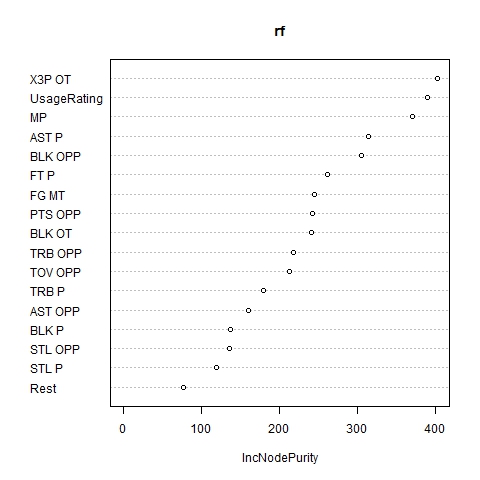 rf
X3P OT
UsageRating
MP
AST P
BLK OPP
FT P
FG MT
PTS OPP
BLK OT
TRB OPP
TOV OPP
TRB P
AST OPP
BLK P
STL OPP
STL P
Rest
0 100 200 300 400
IncNodePurity